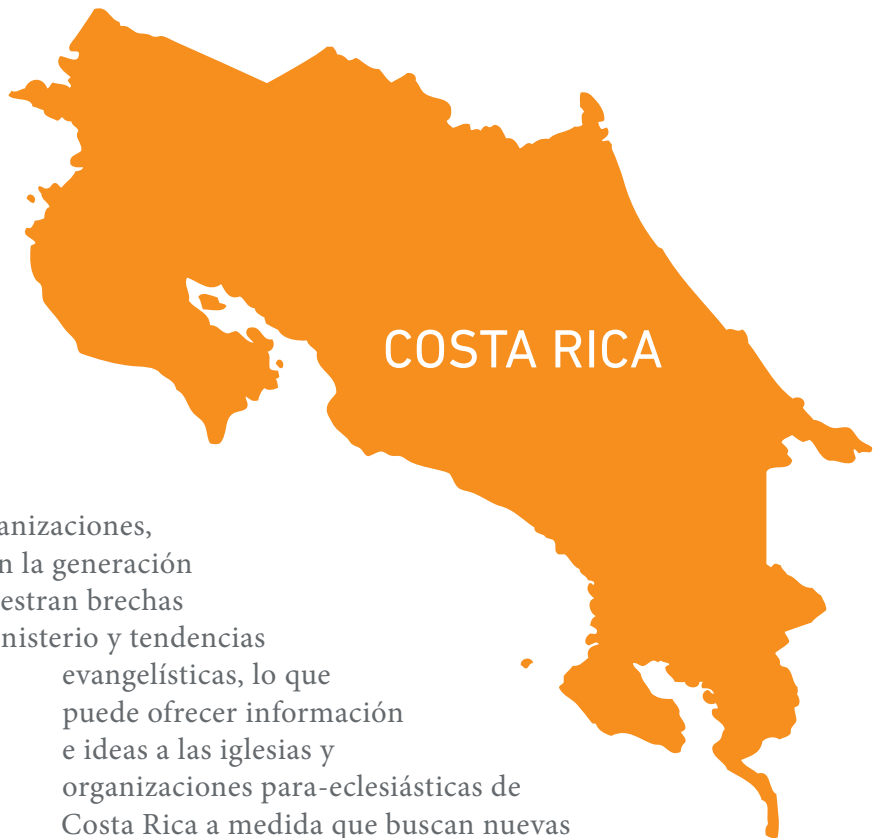 COSTA RICA
anizaciones,
n la generación
estran brechas
nisterio y tendencias
evangelísticas, lo que
puede ofrecer información
e ideas a las iglesias y
organizaciones para-eclesiásticas de
Costa Rica a medida que buscan nuevas